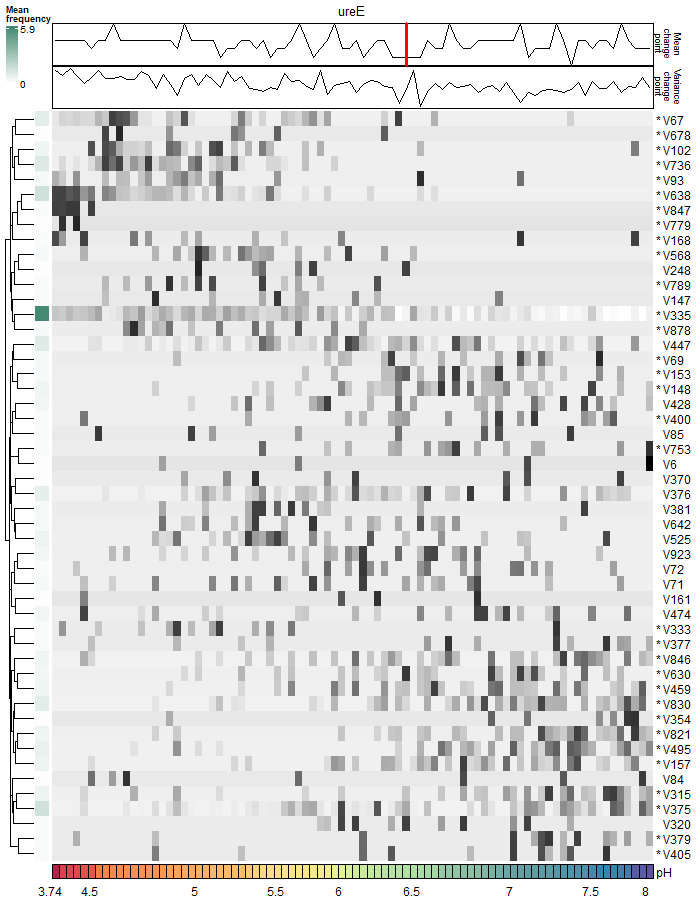 Mean
frequency
5.9
0
ureE
Mean
change
point
Variance
change
point
* V67
* V678
* V102
* V736
* V93
* V638
* V847
* V779
* V168
* V568
V248
* V789
V147
* V335
* V878
V447
* V69
* V153
* V148
V428
* V400
V85
* V753
V6
V370
V376
V381
V642
V525
V923
V72
V71
V161
V474
* V333
* V377
* V846
* V630
* V459
* V830
* V354
* V821
* V495
* V157
V84
* V315
* V375
V320
* V379
* V405
3.74 4.5 5 5.5 6 6.5 7 7.5 8 pH